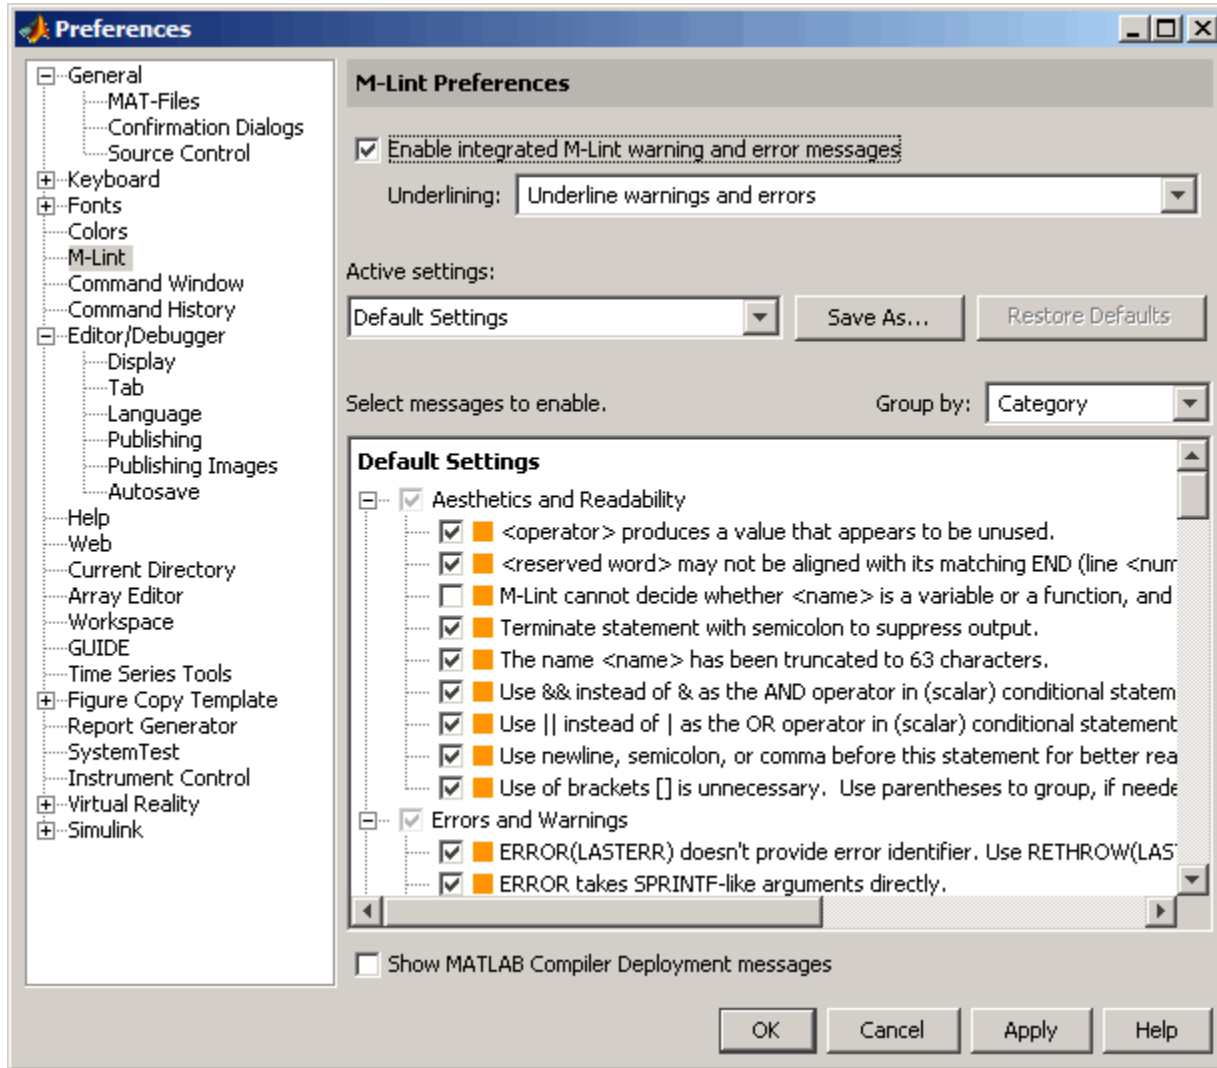 Preferences
General
MAT-Files
Confirmation Dialogs
Source Control
Keyboard
Fonts
Colors
M-Lint
Command Window
Command History
Editor/Debugger
Display
Tab
Language
Publishing
Publishing Images
Autosave
Help
Web
Current Directory
Array Editor
Workspace
GUIDE
Time Series Tools
Figure Copy Template
Report Generator
SystemTest
Instrument Control
Virtual Reality
Simulink
M-Lint Preferences
Enable integrated M-Lint warning and error messages
Underlining: Underline warnings and errors
Active settings:
Default Settings Save As... Restore Defaults
Select messages to enable. Group by: Category
Default Settings
Aesthetics and Readability
<operator> produces a value that appears to be unused.
<reserved word> may not be aligned with its matching END (line <num
M-Lint cannot decide whether <name> is a variable or a function, and
Terminate statement with semicolon to suppress output.
The name <name> has been truncated to 63 characters.
Use && instead of & as the AND operator in (scalar) conditional statem
Use || instead of | as the OR operator in (scalar) conditional statement
Use newline, semicolon, or comma before this statement for better rea
Use of brackets [] is unnecessary. Use parentheses to group, if neede
Errors and Warnings
ERROR(LASTERR) doesn't provide error identifier. Use RETHROW(LAS
ERROR takes SPRINTF-like arguments directly.
Show MATLAB Compiler Deployment messages
OK Cancel Apply Help